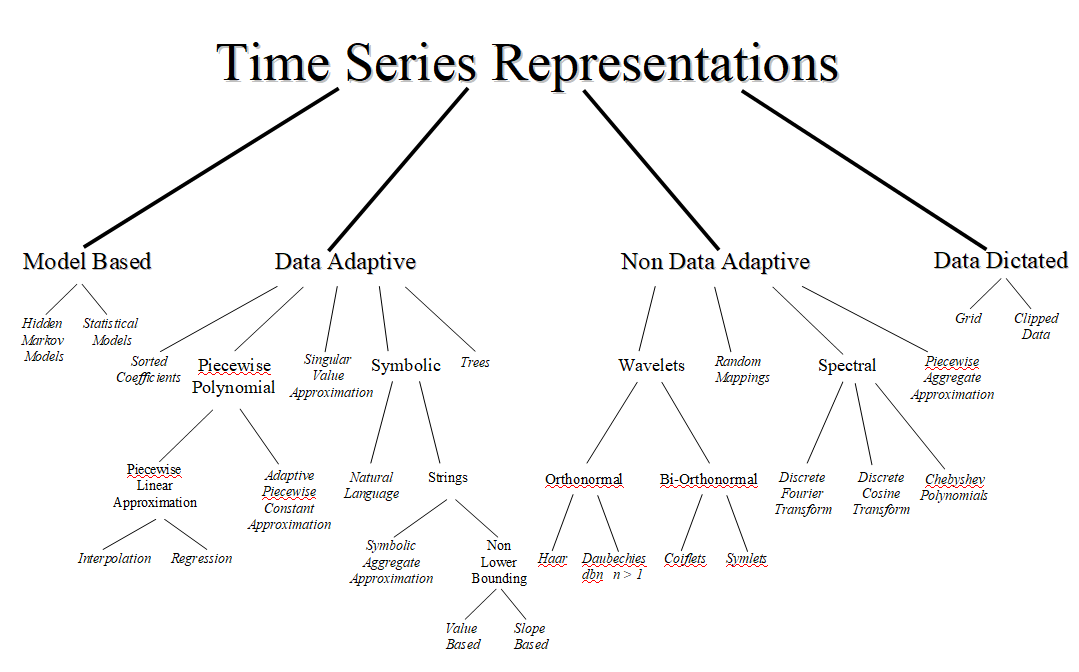 Time Series Representations
Model Based
Data Adaptive
Non Data Adaptive
Data Dictated
Hidden
Markov
Models
Statistical
Models
Grid
Clipped
Data
Sorted
Coefficients
Piecewise
Polynomial
Singular
Value
Approximation
Symbolic
Trees
Wavelets
Random
Mappings
Spectral
Piecewise
Aggregate
Approximation
Piecewise
Linear
Approximation
Adaptive
Piecewise
Constant
Approximation
Natural
Language
Strings
Orthonormal
Bi-Orthonormal
Discrete
Fourier
Transform
Discrete
Cosine
Transform
Chebyshev
Polynomials
Interpolation
Regression
Symbolic
Aggregate
Approximation
Non
Lower
Bounding
Haar
Daubechies
dbn n > 1
Coiflets
Symlets
Value
Based
Slope
Based